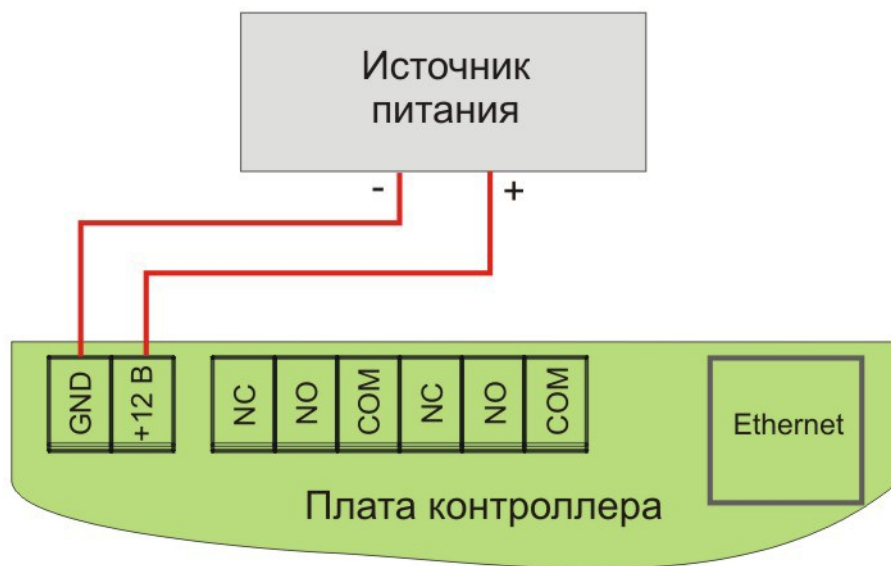 Источник
питания
- +
GND
+12 В
NC
NO
COM
NC
NO
COM
Ethernet
Плата контроллера